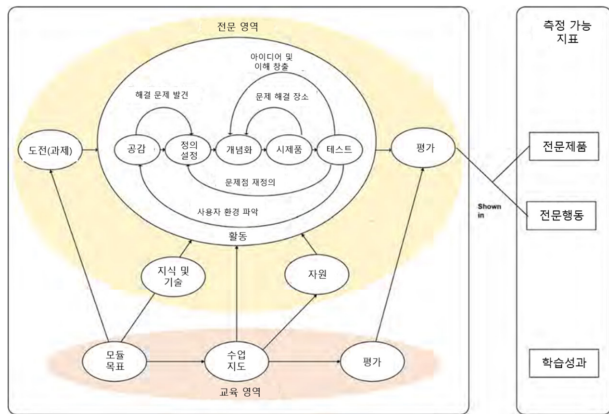 전문 영역
측정 가능
지표
아이디어 및
이해 창출
해결 문제 발견
문제 해결 장소
도전(과제)
공감
정의
설정
개념화
시제품
테스트
평가
전문제품
문제점 재정의
사용자 환경 파악
Shown
in
전문행동
활동
지식 및
기술
자원
모듈
목표
수업
지도
평가
학습성과
교육 영역